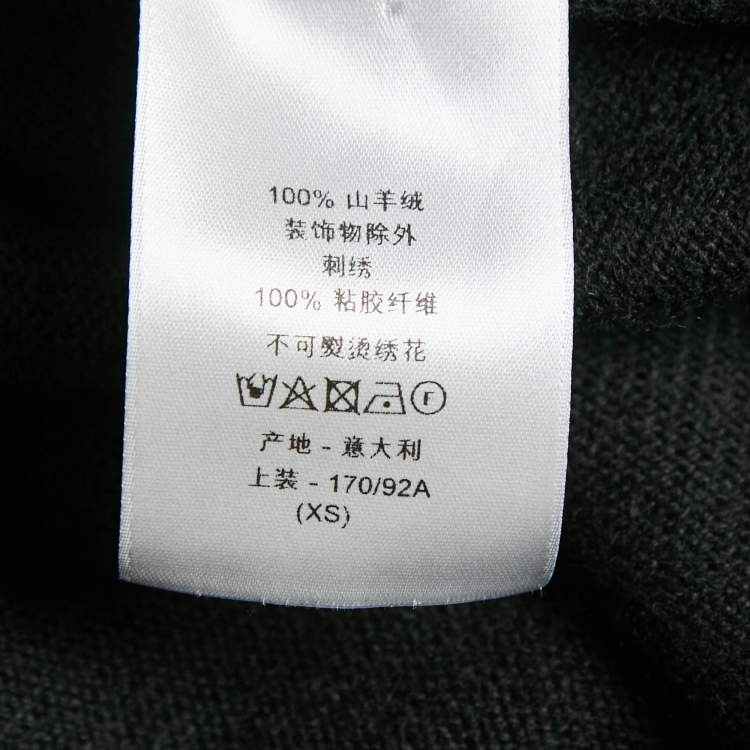 100% 山羊绒
装饰物除外
刺绣
100% 粘胶纤维
不可熨烫绣花
F
产地 - 意大利
上装 - 170/92A
(XS)